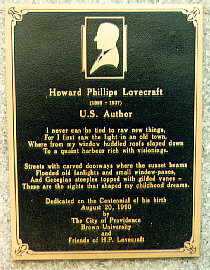 Howard Phillips Lovecraft
(1890 - 1937)
U.S. Author
I never can be tied to raw new things,
For I first saw the light in an old town,
Where from my window huddled roofs sloped down
To a quaint harbour rich with visionings.
Streets with carved doorways where the sunset beams
Flooded old fanlights and small window-panes,
And Georgian steeples topped with gilded vanes -
These are the sights that shaped my childhood dreams.
Dedicated on the Centennial of his birth
August 20, 1990
by
The City of Providence
Brown University
and
Friends of H.P. Lovecraft